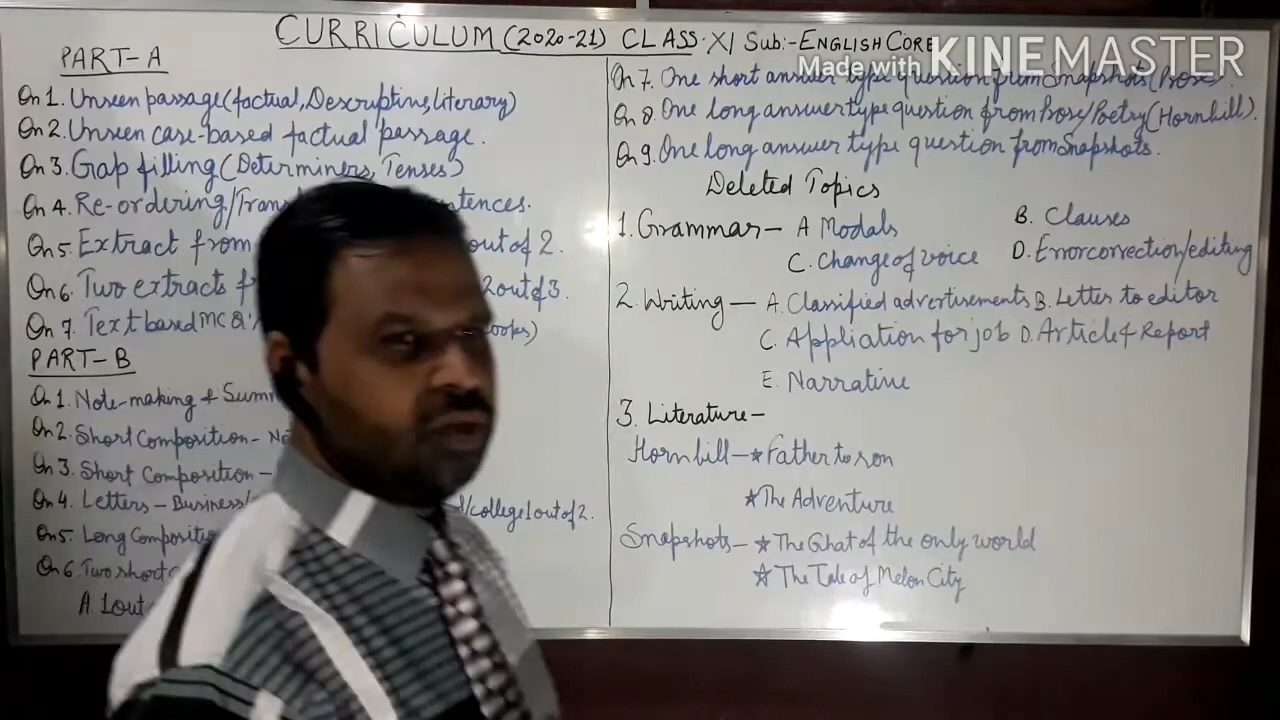 CURRICULUM (2020-21) CLASS-XI Sub:-ENGLISH CORE
Made with KINEMASTER
PART-A
Qn 1. Unseen passage (factual, Descriptive, literary)
Qn 2. Unseen case-based factual passage.
Qn 3. Gap filling (Determiners, Tenses)
Qn 4. Re-ordering/ tences.
Qn 5. Extract from out of 2.
Qn 6. Two extracts 2 out of 3.
Qn 7. Text based MCQ's
PART-B
Qn 1. Note-making &
Qn 2. Short Composition -
Qn 3. Short Composition -
Qn 4. Letters - Business/ /college 1 out of 2.
Qn 5. Long
Qn 6. Two short
A. 1 out
Qn 7. One short answer type question from Snapshots (Prose).
Qn 8. One long answer type question from Prose/Poetry (Hornbill).
Qn 9. One long answer type question from Snapshots.
Deleted Topics
1. Grammar- A Modals B. Clauses
C. Change of voice D. Error correction/editing
2. Writing - A. Classified advertisements B. Letter to editor
C. Appliation for job D. Article & Report
E. Narrative
3. Literature-
Hornbill-★Father to son
★The Adventure
Snapshots-★The Ghat of the only world
★The Tale of Melon City